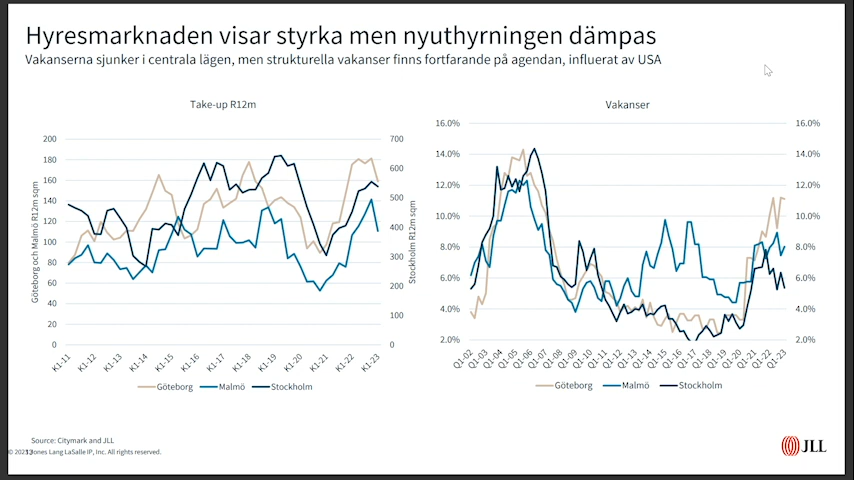 Hyresmarknaden visar styrka men nyuthyrningen dämpas
Vakanserna sjunker i centrala lägen, men strukturella vakanser finns fortfarande på agendan, influerat av USA
Take-up R12m
Göteborg och Malmö R12m sqm
200
180
160
140
120
100
80
60
40
20
0
700
600
500
400
300
200
100
0
Stockholm R12m sqm
K1-11
K1-12
K1-13
K1-14
K1-15
K1-16
K1-17
K1-18
K1-19
K1-20
K1-21
K1-22
K1-23
Göteborg
Malmö
Stockholm
Vakanser
16.0%
14.0%
12.0%
10.0%
8.0%
6.0%
4.0%
2.0%
16.0%
14.0%
12.0%
10.0%
8.0%
6.0%
4.0%
2.0%
Q1-02
Q1-03
Q1-04
Q1-05
Q1-06
Q1-07
Q1-08
Q1-09
Q1-10
Q1-11
Q1-12
Q1-13
Q1-14
Q1-15
Q1-16
Q1-17
Q1-18
Q1-19
Q1-20
Q1-21
Q1-22
Q1-23
Göteborg
Malmö
Stockholm
Source: Citymark and JLL
Jones Lang LaSalle IP, Inc. All rights reserved.
JLL